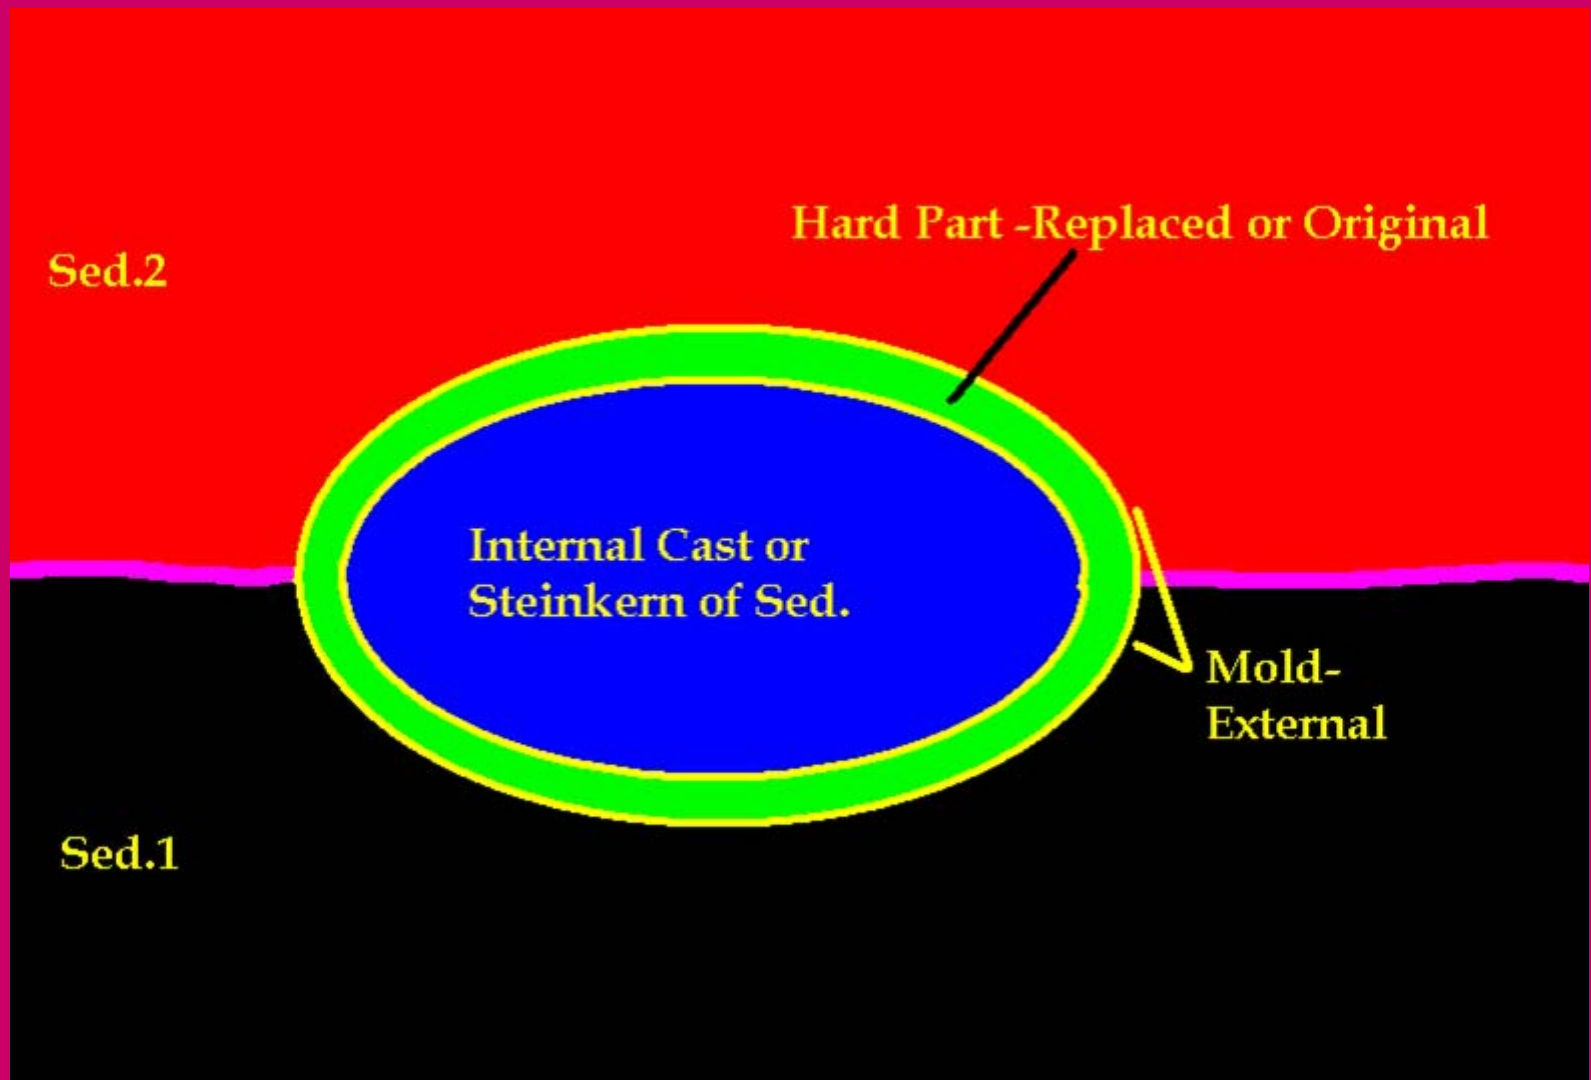 Hard Part -Replaced or Original
Sed.2
Internal Cast or
Steinkern of Sed.
Mold-
External
Sed.1